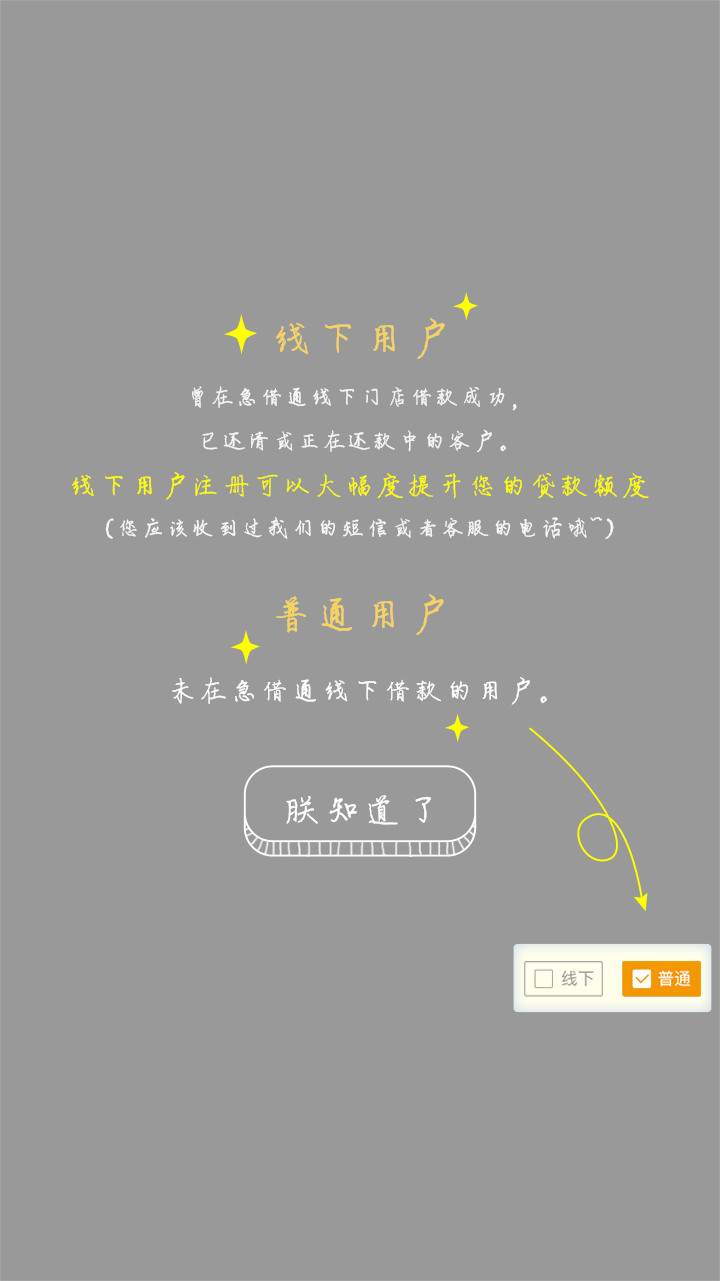 线下用户
曾在急借通线下门店借款成功，
已还清或正在还款中的客户。
线下用户注册可以大幅度提升您的贷款额度
(您应该收到过我们的短信或者客服的电话哦~)
普通用户
未在急借通线下借款的用户。
朕知道了
线下 普通